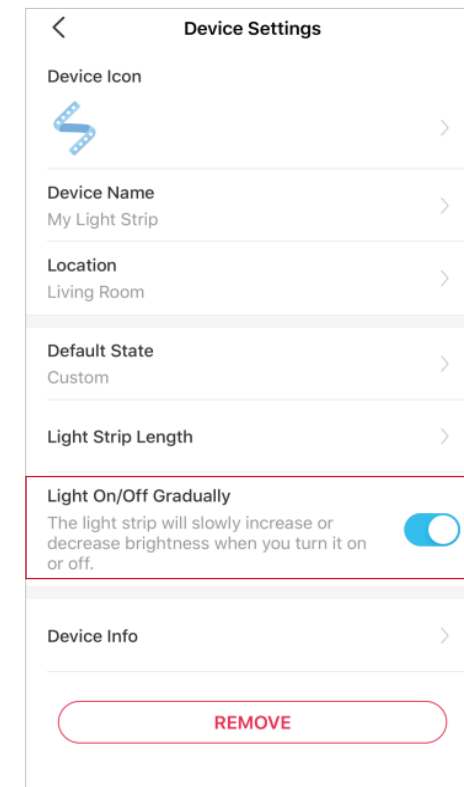 Device Settings
Device Icon
Device Name
My Light Strip
Location
Living Room
Default State
Custom
Light Strip Length
Light On/Off Gradually
The light strip will slowly increase or
decrease brightness when you turn it on
or off.
Device Info
REMOVE